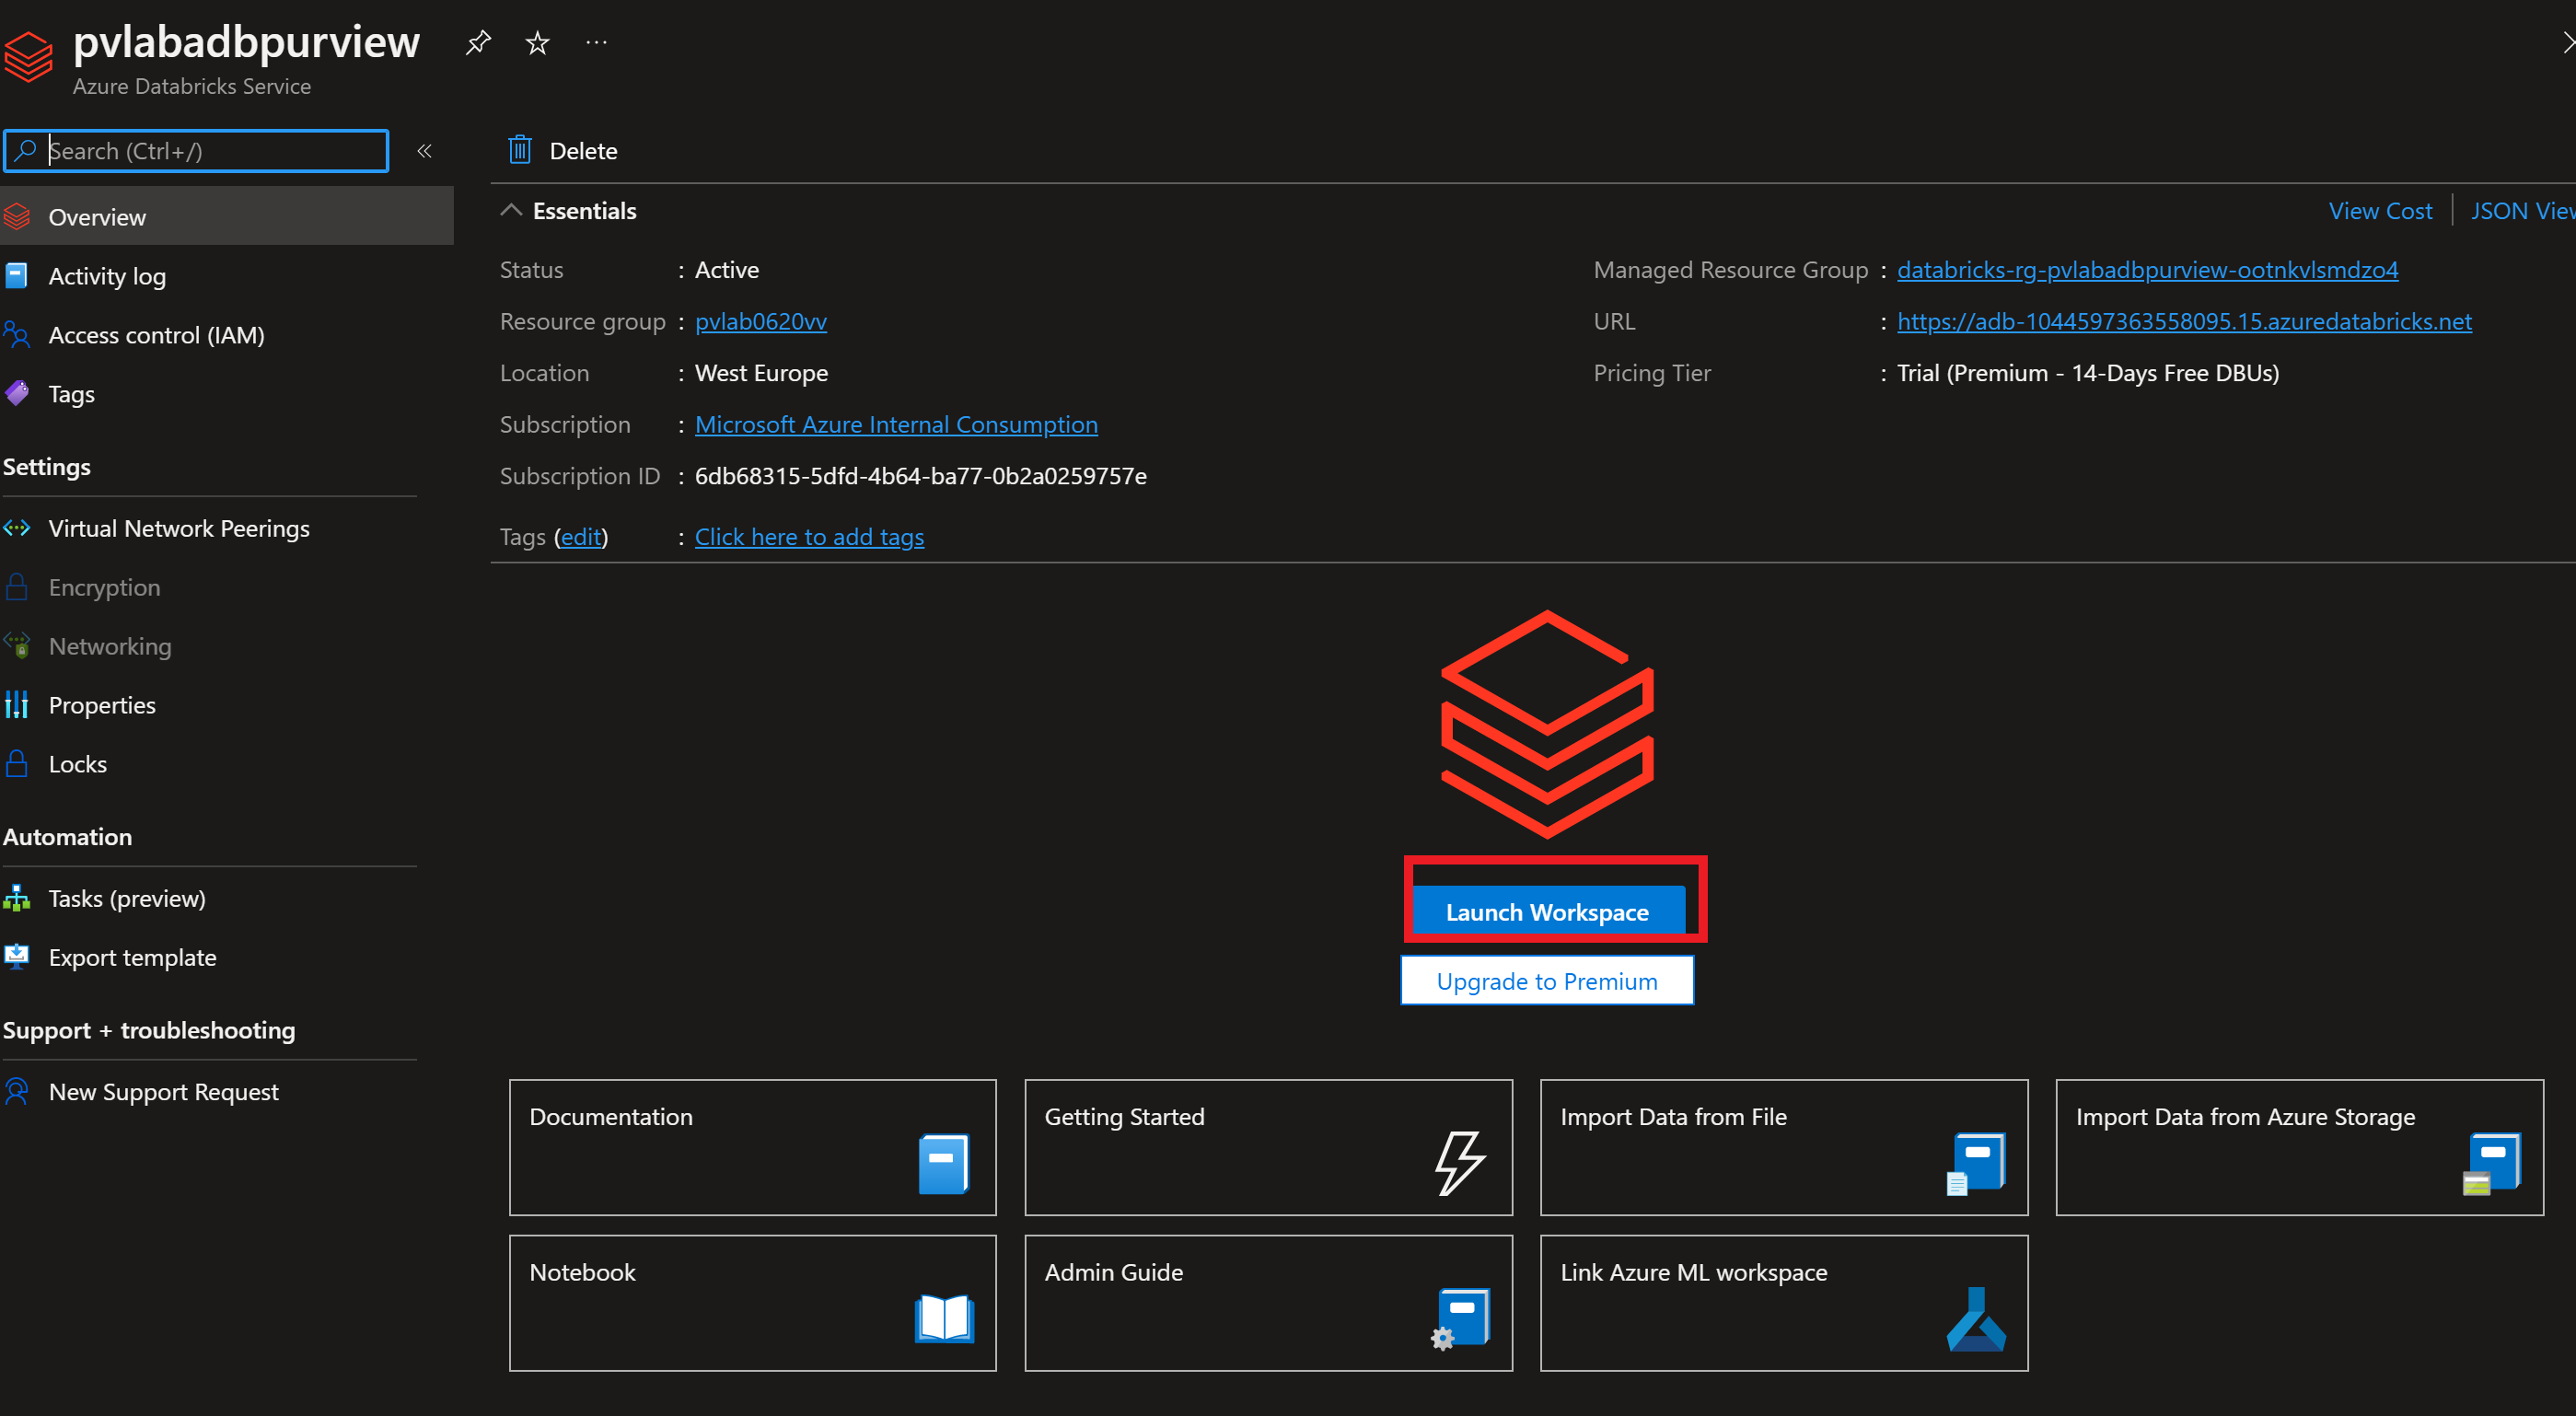 pvlabadbpurview
Azure Databricks Service
Search (Ctrl+/)
Overview
Activity log
Access control (IAM)
Tags
Settings
Virtual Network Peerings
Encryption
Networking
Properties
Locks
Automation
Tasks (preview)
Export template
Support + troubleshooting
New Support Request
Delete
Essentials
View Cost
JSON View
Status : Active
Resource group : pvlab0620vv
Location : West Europe
Subscription : Microsoft Azure Internal Consumption
Subscription ID : 6db68315-5dfd-4b64-ba77-0b2a0259757e
Tags (edit) : Click here to add tags
Managed Resource Group : databricks-rg-pvlabadbpurview-ootnkvlsmdzo4
URL : https://adb-1044597363558095.15.azuredatabricks.net
Pricing Tier : Trial (Premium - 14-Days Free DBUs)
Launch Workspace
Upgrade to Premium
Documentation
Getting Started
Import Data from File
Import Data from Azure Storage
Notebook
Admin Guide
Link Azure ML workspace